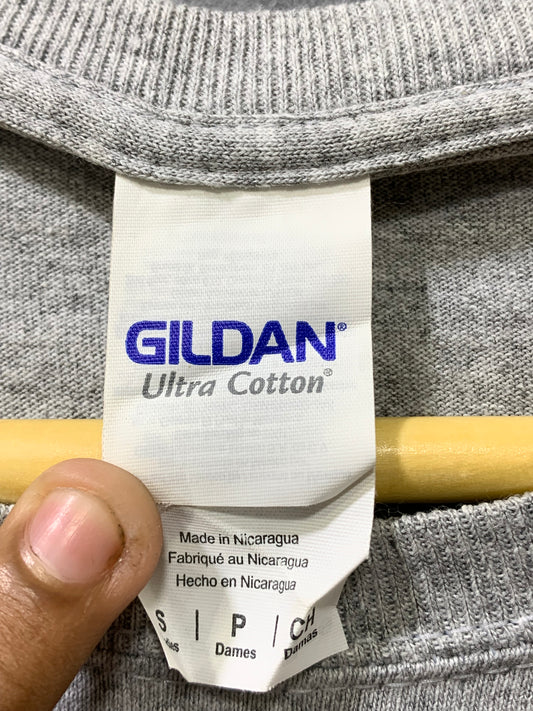 GILDAN®
Ultra Cotton®
Made in Nicaragua
Fabriqué au Nicaragua
Hecho en Nicaragua
S | P | CH
Dames Damas